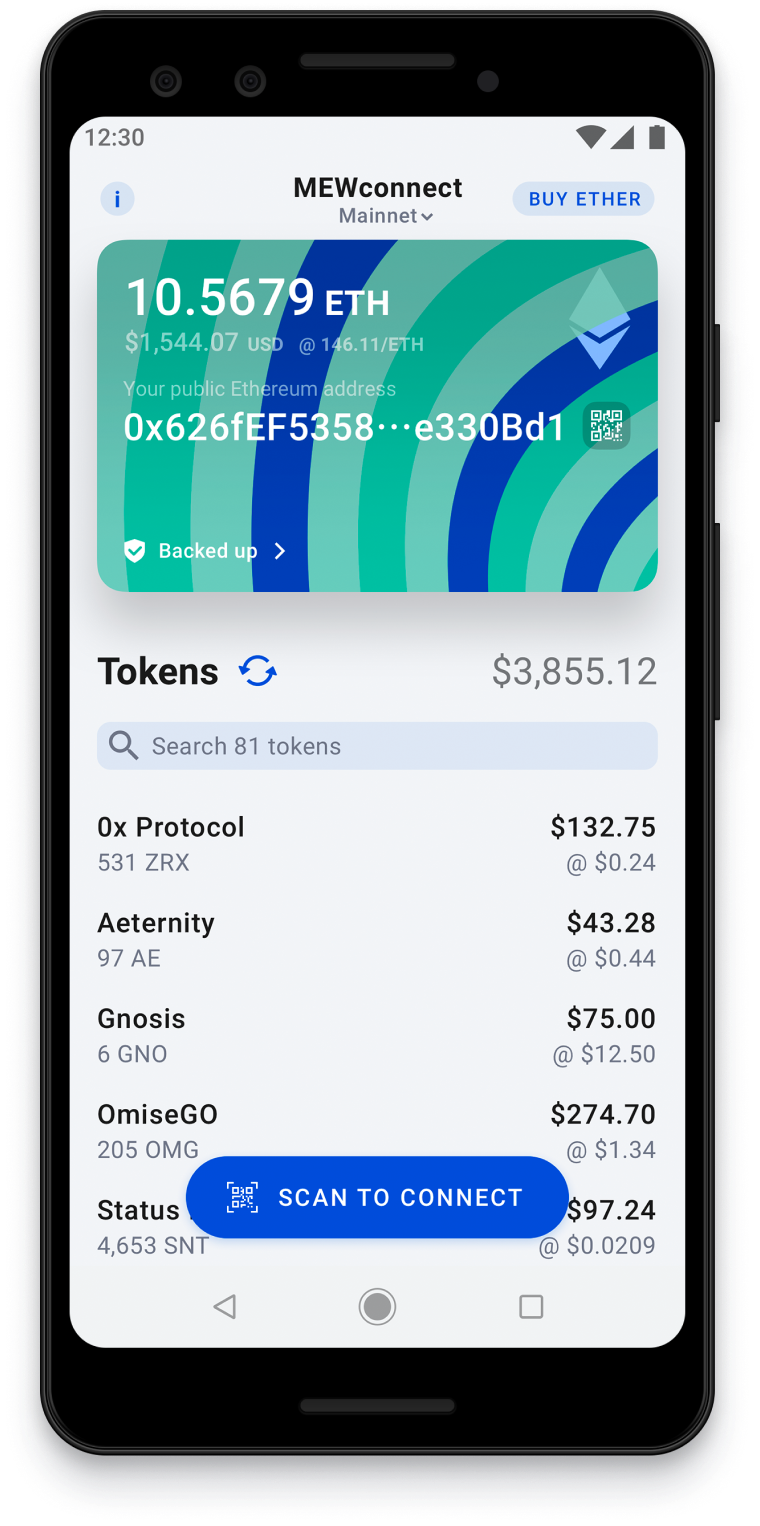 12:30
i
MEWconnect
Mainnet
BUY ETHER
10.5679 ETH
$1,544.07 USD @ 146.11/ETH
Your public Ethereum address
0x626fEF5358···e330Bd1
Backed up
Tokens $3,855.12
Search 81 tokens
0x Protocol $132.75
531 ZRX @ $0.24
Aeternity $43.28
97 AE @ $0.44
Gnosis $75.00
6 GNO @ $12.50
OmiseGO $274.70
205 OMG @ $1.34
SCAN TO CONNECT
Status $97.24
4,653 SNT @ $0.0209